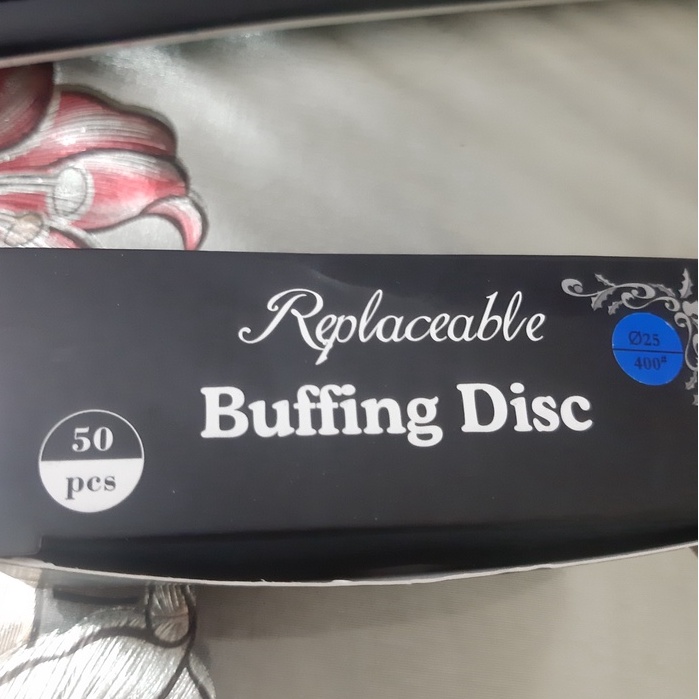 Replaceable
Buffing Disc
50
pcs
Ø25
400#